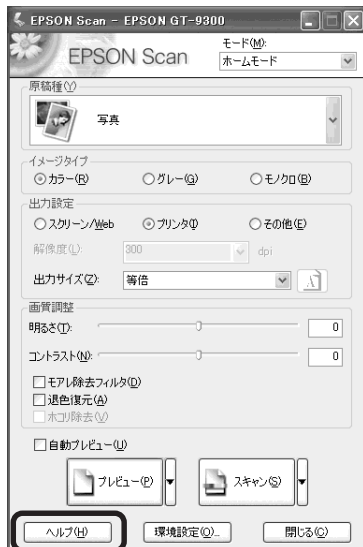 EPSON Scan - EPSON GT-9300
EPSON Scan
モード(M):
ホームモード
原稿種(Y)
写真
イメージタイプ
カラー(R) グレー(G) モノクロ(B)
出力設定
スクリーン/Web プリンタ(I) その他(E)
解像度(L): 300 dpi
出力サイズ(Z): 等倍 A
画質調整
明るさ(T): 0
コントラスト(N): 0
モアレ除去フィルタ(D)
退色復元(A)
ホコリ除去(V)
自動プレビュー(U)
プレビュー(P) スキャン(S)
ヘルプ(H) 環境設定(O)... 閉じる(C)